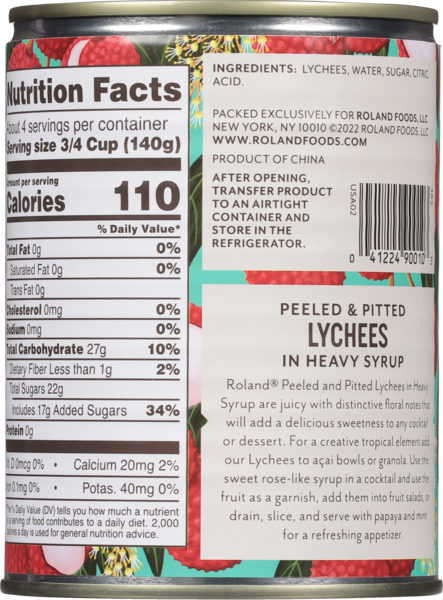 Nutrition Facts
About 4 servings per container
Serving size 3/4 Cup (140g)
Amount per serving
Calories 110
% Daily Value*
Total Fat 0g 0%
Saturated Fat 0g 0%
Trans Fat 0g
Cholesterol 0mg 0%
Sodium 0mg 0%
Total Carbohydrate 27g 10%
Dietary Fiber Less than 1g 2%
Total Sugars 22g
Includes 17g Added Sugars 34%
Protein 0g
Vit. D 0mcg 0% • Calcium 20mg 2%
Iron 0.1mg 0% • Potas. 40mg 0%
*The % Daily Value (DV) tells you how much a nutrient
in a serving of food contributes to a daily diet. 2,000
calories a day is used for general nutrition advice.
INGREDIENTS: LYCHEES, WATER, SUGAR, CITRIC
ACID.
PACKED EXCLUSIVELY FOR ROLAND FOODS, LLC
NEW YORK, NY 10010 ©2022 ROLAND FOODS, LLC
WWW.ROLANDFOODS.COM
PRODUCT OF CHINA
AFTER OPENING,
TRANSFER PRODUCT
TO AN AIRTIGHT
CONTAINER AND
STORE IN THE
REFRIGERATOR.
USA02
0 41224 90010 3
PEELED & PITTED
LYCHEES
IN HEAVY SYRUP
Roland® Peeled and Pitted Lychees in Heavy
Syrup are juicy with distinctive floral notes that
will add a delicious sweetness to any cocktail
or dessert. For a creative tropical element add
our Lychees to açai bowls or granola. Use the
sweet rose-like syrup in a cocktail and use the
fruit as a garnish, add them into fruit salads, or
drain, slice, and serve with papaya and mint
for a refreshing appetizer.